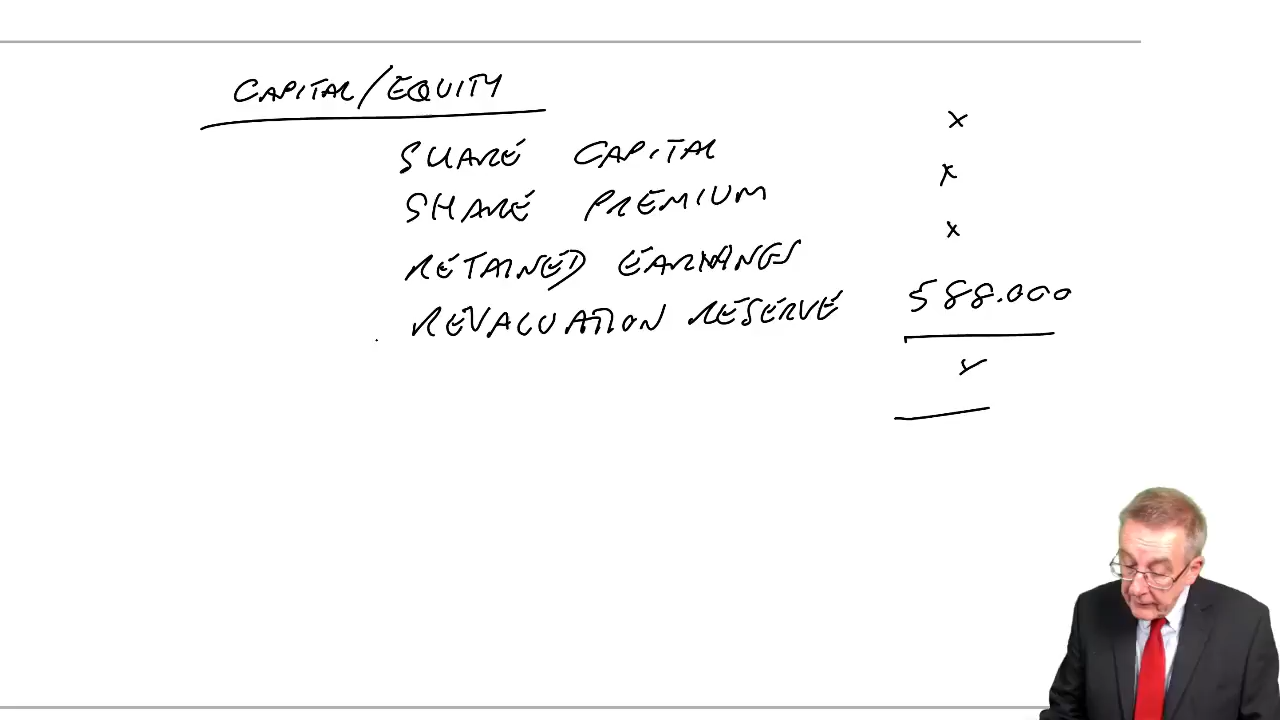 CAPITAL/EQUITY
SHARE CAPITAL x
SHARE PREMIUM x
RETAINED EARNINGS x
REVALUATION RESERVE 588.000